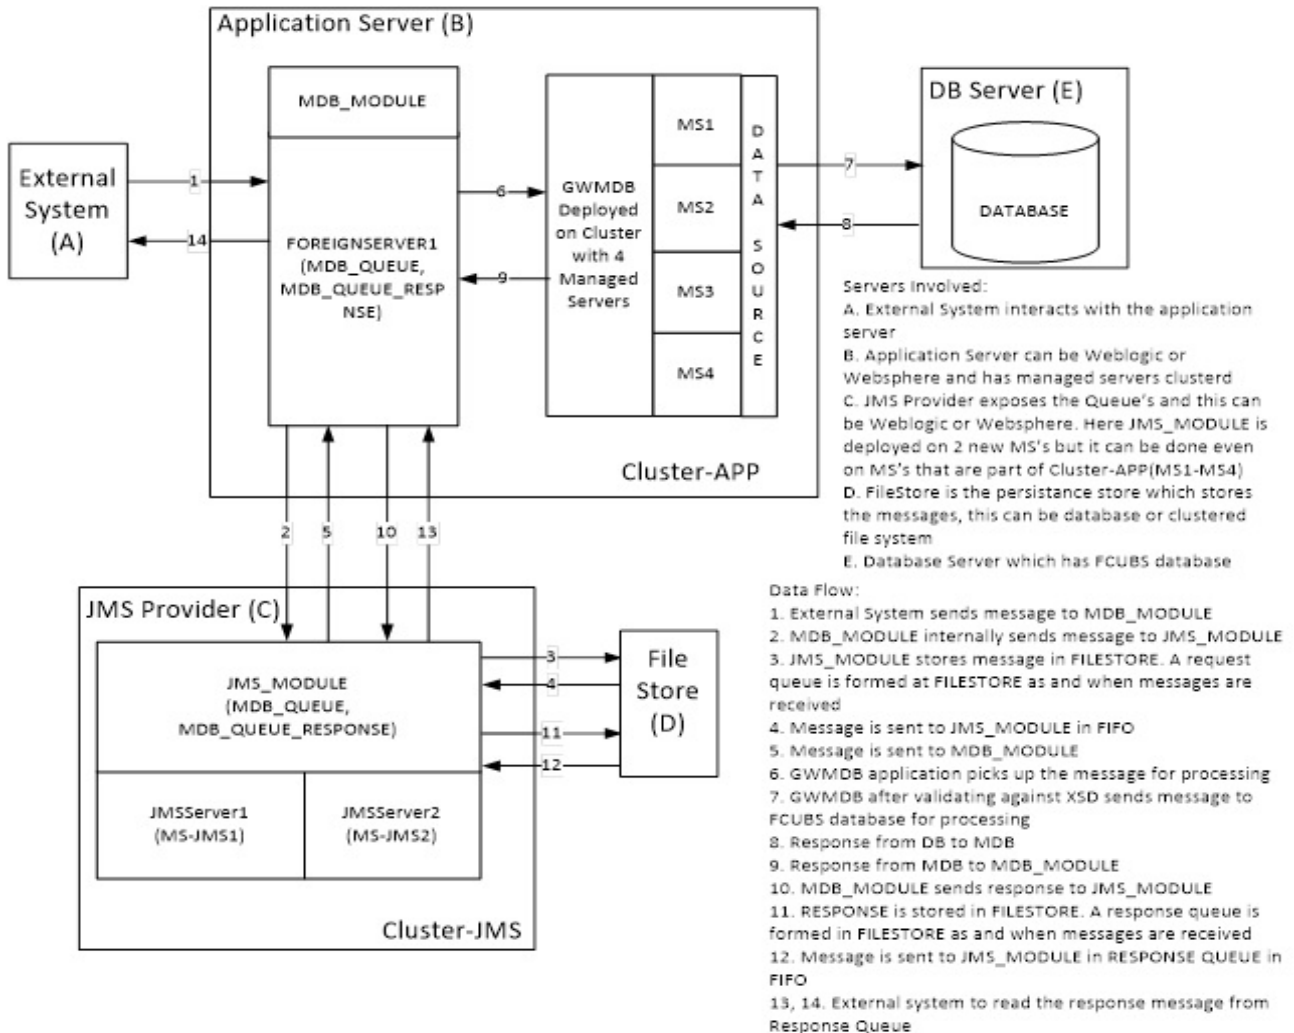 Application Server (B)
MDB_MODULE
FOREIGNSERVER1
(MDB_QUEUE,
MDB_QUEUE_RESP
NSE)
External
System
(A)
1
14
6
9
GWMDB
Deployed
on Cluster
with 4
Managed
Servers
MS1
MS2
MS3
MS4
DATA SOURCE
Cluster-APP
7
8
DB Server (E)
DATABASE
2
5
10
13
JMS Provider (C)
JMS_MODULE
(MDB_QUEUE,
MDB_QUEUE_RESPONSE)
JMSServer1
(MS-JMS1)
JMSServer2
(MS-JMS2)
Cluster-JMS
3
4
11
12
File
Store
(D)
Servers Involved:
A. External System interacts with the application
server
B. Application Server can be Weblogic or
Websphere and has managed servers clusterd
C. JMS Provider exposes the Queue's and this can
be Weblogic or Websphere. Here JMS_MODULE is
deployed on 2 new MS's but it can be done even
on MS's that are part of Cluster-APP(MS1-MS4)
D. FileStore is the persistance store which stores
the messages, this can be database or clustered
file system
E. Database Server which has FCUBS database
Data Flow:
1. External System sends message to MDB_MODULE
2. MDB_MODULE internally sends message to JMS_MODULE
3. JMS_MODULE stores message in FILESTORE. A request
queue is formed at FILESTORE as and when messages are
received
4. Message is sent to JMS_MODULE in FIFO
5. Message is sent to MDB_MODULE
6. GWMDB application picks up the message for processing
7. GWMDB after validating against XSD sends message to
FCUBS database for processing
8. Response from DB to MDB
9. Response from MDB to MDB_MODULE
10. MDB_MODULE sends response to JMS_MODULE
11. RESPONSE is stored in FILESTORE. A response queue is
formed in FILESTORE as and when messages are received
12. Message is sent to JMS_MODULE in RESPONSE QUEUE in
FIFO
13, 14. External system to read the response message from
Response Queue